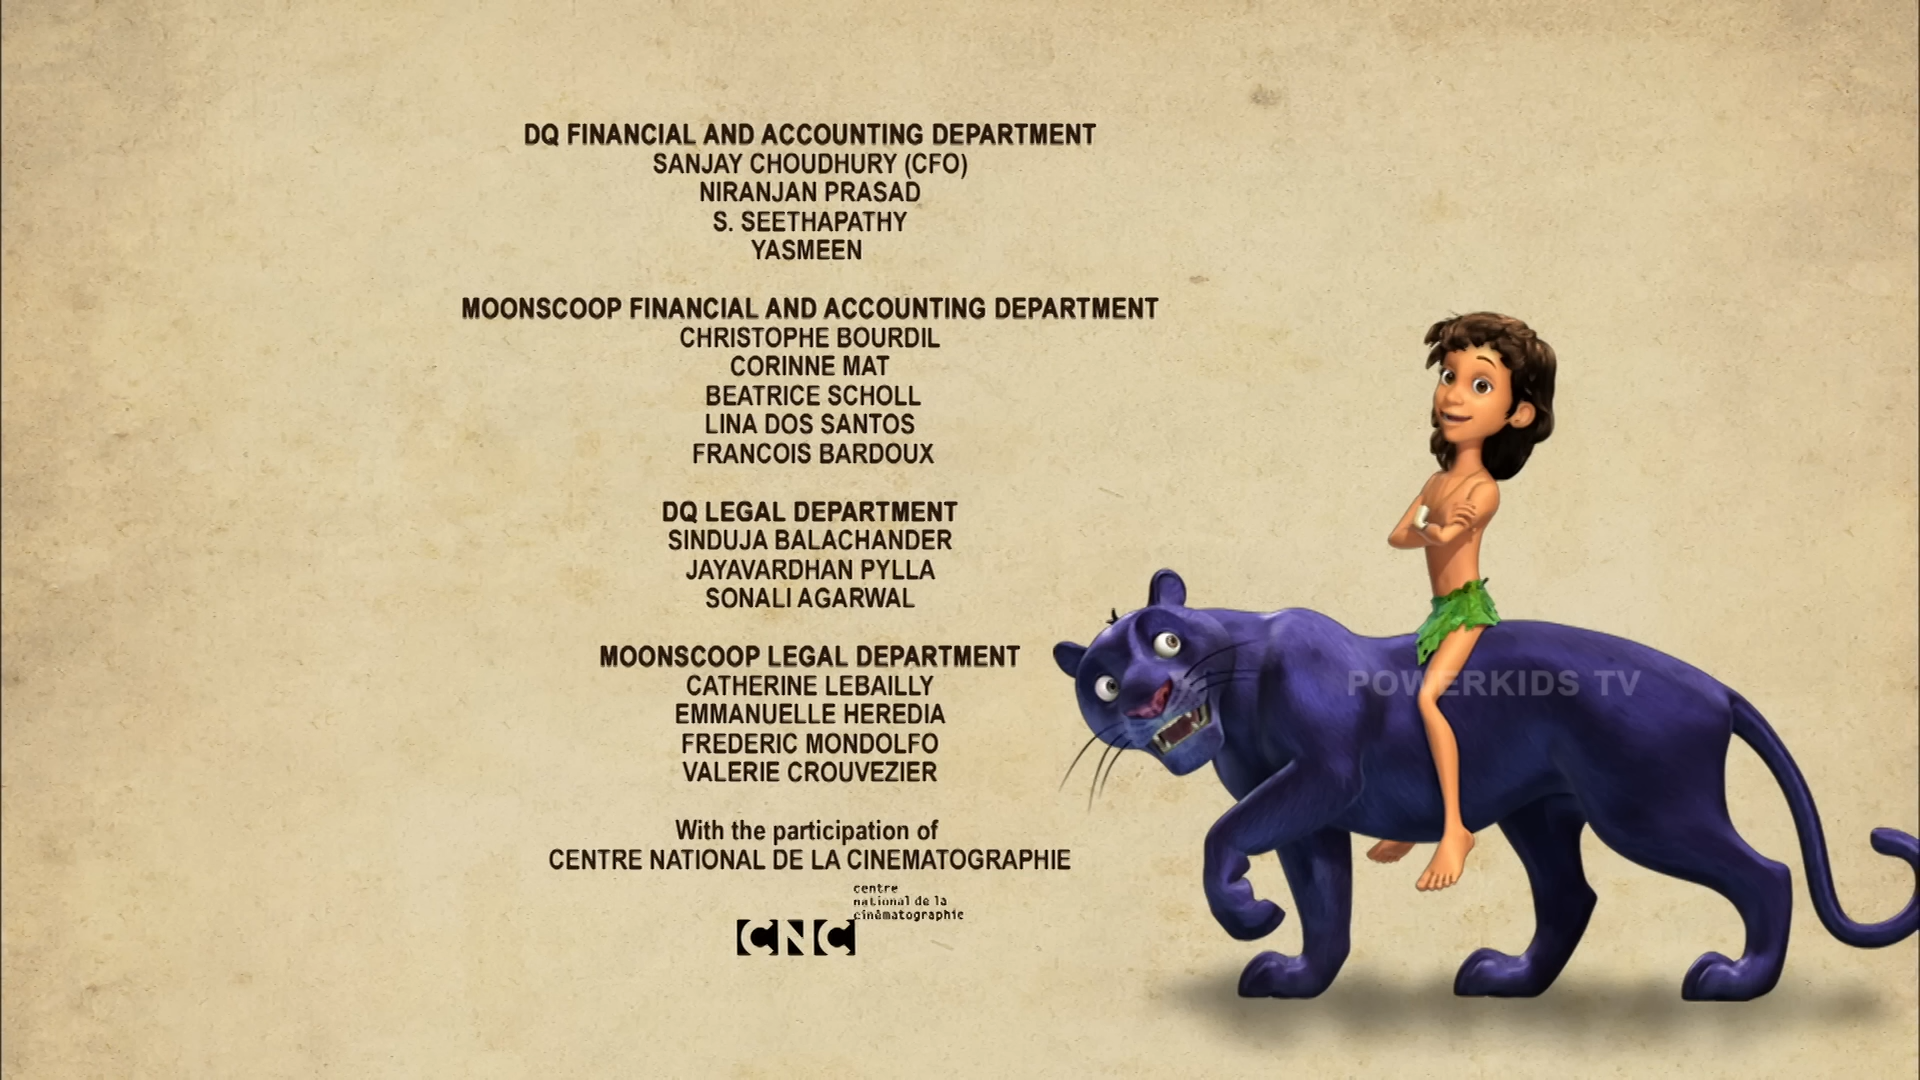 DQ FINANCIAL AND ACCOUNTING DEPARTMENT
SANJAY CHOUDHURY (CFO)
NIRANJAN PRASAD
S. SEETHAPATHY
YASMEEN
MOONSCOOP FINANCIAL AND ACCOUNTING DEPARTMENT
CHRISTOPHE BOURDIL
CORINNE MAT
BEATRICE SCHOLL
LINA DOS SANTOS
FRANCOIS BARDOUX
DQ LEGAL DEPARTMENT
SINDUJA BALACHANDER
JAYAVARDHAN PYLLA
SONALI AGARWAL
MOONSCOOP LEGAL DEPARTMENT
CATHERINE LEBAILLY
EMMANUELLE HEREDIA
FREDERIC MONDOLFO
VALERIE CROUVEZIER
With the participation of
CENTRE NATIONAL DE LA CINEMATOGRAPHIE
centre
national de la
cinématographie
CNC
POWERKIDS TV